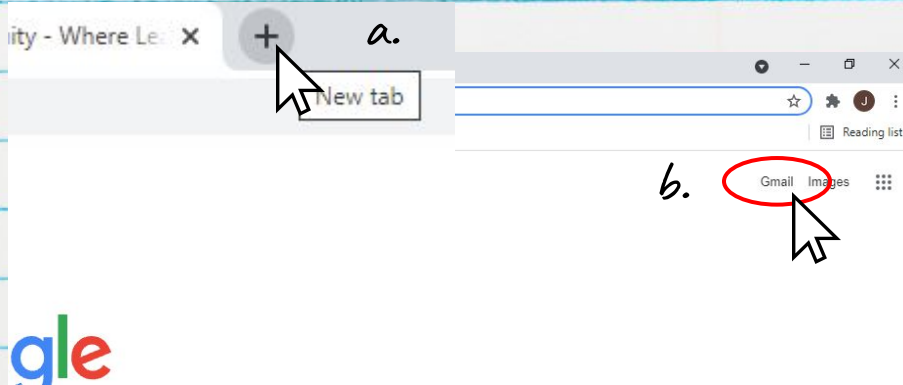 ity - Where Le
a.
New tab
J
Reading list
b.
Gmail Images
gle